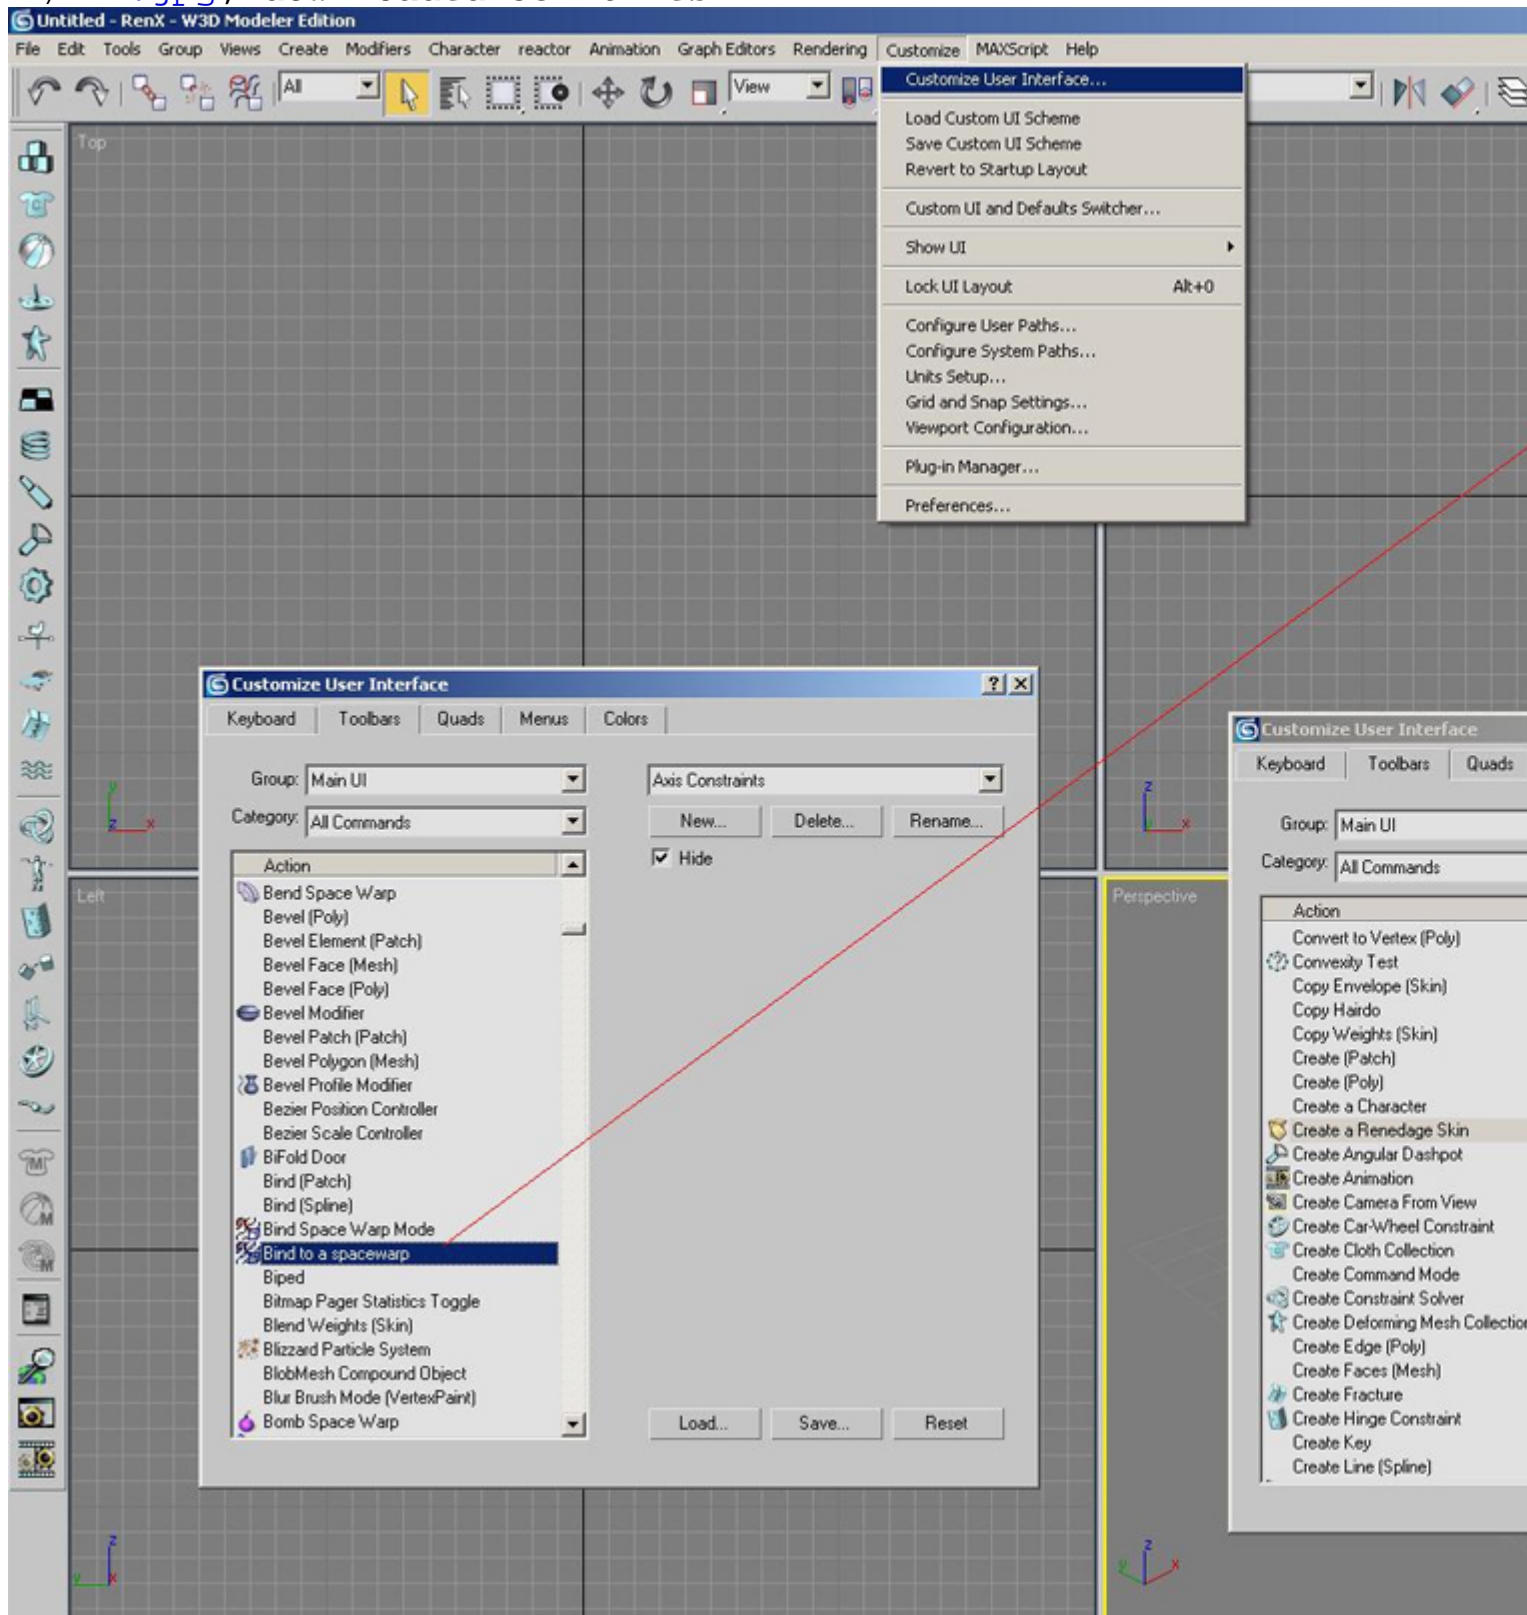 Untitled - RenX - W3D Modeler Edition
File Edit Tools Group Views Create Modifiers Character reactor Animation Graph Editors Rendering Customize MAXScript Help
All
View
Customize User Interface...
Load Custom UI Scheme
Save Custom UI Scheme
Revert to Startup Layout
Custom UI and Defaults Switcher...
Show UI
Lock UI Layout Alt+0
Configure User Paths...
Configure System Paths...
Units Setup...
Grid and Snap Settings...
Viewport Configuration...
Plug-in Manager...
Preferences...
Top
y
z x
Left
z
y x
Customize User Interface
Keyboard Toolbars Quads Menus Colors
Group: Main UI
Category: All Commands
Action
Bend Space Warp
Bevel (Poly)
Bevel Element (Patch)
Bevel Face (Mesh)
Bevel Face (Poly)
Bevel Modifier
Bevel Patch (Patch)
Bevel Polygon (Mesh)
Bevel Profile Modifier
Bezier Position Controller
Bezier Scale Controller
BiFold Door
Bind (Patch)
Bind (Spline)
Bind Space Warp Mode
Bind to a spacewarp
Biped
Bitmap Pager Statistics Toggle
Blend Weights (Skin)
Blizzard Particle System
BlobMesh Compound Object
Blur Brush Mode (VertexPaint)
Bomb Space Warp
Axis Constraints
New... Delete... Rename...
Hide
Load... Save... Reset
z
y x
Perspective
z
y x
Customize User Interface
Keyboard Toolbars Quads
Group: Main UI
Category: All Commands
Action
Convert to Vertex (Poly)
Convexity Test
Copy Envelope (Skin)
Copy Hairdo
Copy Weights (Skin)
Create (Patch)
Create (Poly)
Create a Character
Create a Renedage Skin
Create Angular Dashpot
Create Animation
Create Camera From View
Create Car-Wheel Constraint
Create Cloth Collection
Create Command Mode
Create Constraint Solver
Create Deforming Mesh Collection
Create Edge (Poly)
Create Faces (Mesh)
Create Fracture
Create Hinge Constraint
Create Key
Create Line (Spline)